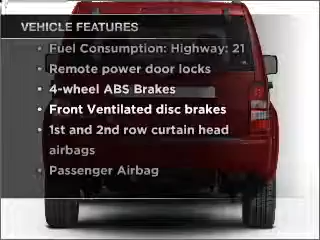 VEHICLE FEATURES
• Fuel Consumption: Highway: 21
• Remote power door locks
• 4-wheel ABS Brakes
• Front Ventilated disc brakes
• 1st and 2nd row curtain head
airbags
• Passenger Airbag